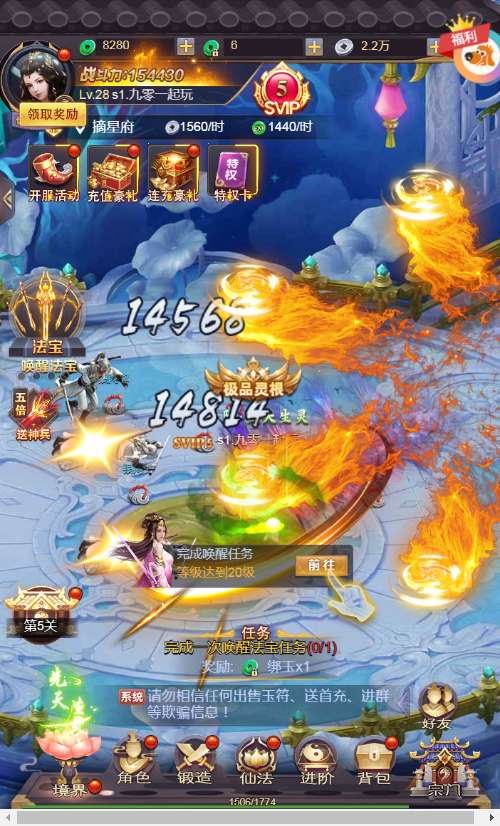 8280
6
2.2万
福利
战斗力:154430
Lv.28 s1.九零一起玩
5
SVIP
领取奖励
摘星府
1560/时
1440/时
特权
开服活动
充值豪礼
连充豪礼
特权卡
14568
法宝
唤醒法宝
极品灵根
五倍
送神兵
14814
天生灵
SVIP5
s1.九零一
完成唤醒任务
等级达到20级
前往
第5关
任务
完成一次唤醒法宝任务(0/1)
奖励: 绑玉x1
先天
系统
请勿相信任何出售玉符、送首充、进群
等欺骗信息！
好友
境界
角色
锻造
仙法
进阶
背包
宗门
1506/1774